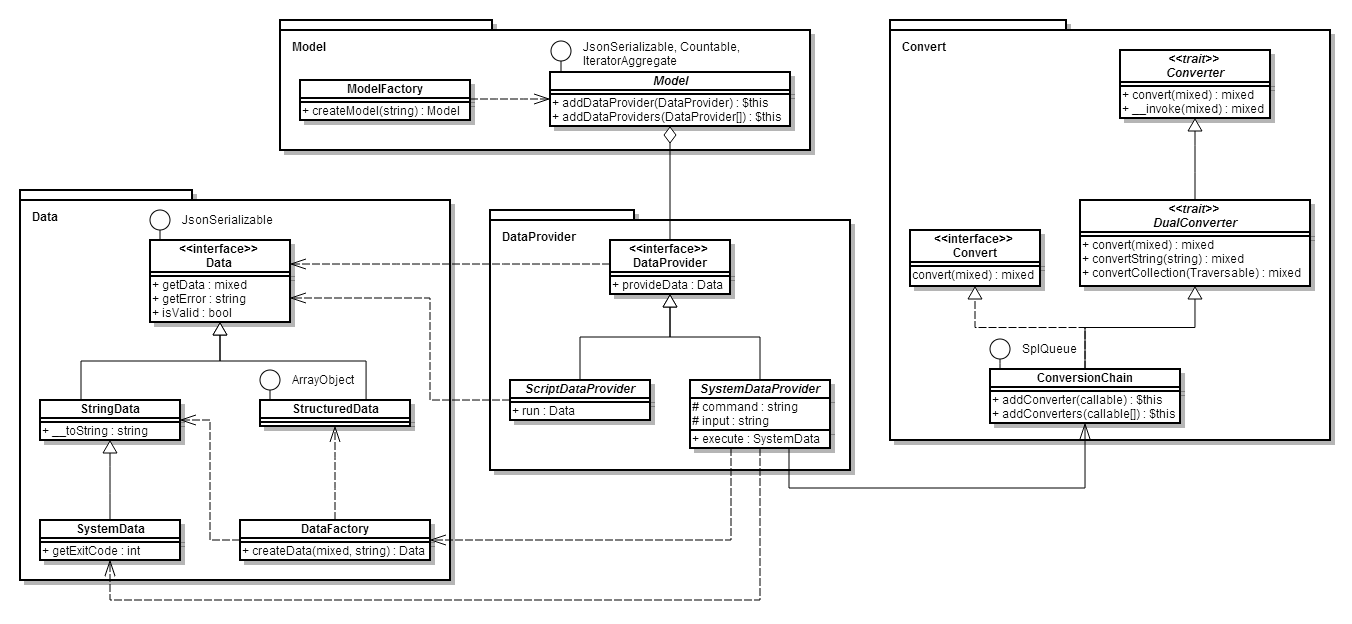 Model
JsonSerializable, Countable,
IteratorAggregate
ModelFactory
+ createModel(string) : Model
Model
+ addDataProvider(DataProvider) : $this
+ addDataProviders(DataProvider[]) : $this
Data
JsonSerializable
<<interface>>
Data
+ getData : mixed
+ getError : string
+ isValid : bool
ArrayObject
StringData
+ __toString : string
StructuredData
SystemData
+ getExitCode : int
DataFactory
+ createData(mixed, string) : Data
DataProvider
<<interface>>
DataProvider
+ provideData : Data
ScriptDataProvider
+ run : Data
SystemDataProvider
# command : string
# input : string
+ execute : SystemData
Convert
<<trait>>
Converter
+ convert(mixed) : mixed
+ __invoke(mixed) : mixed
<<interface>>
Convert
convert(mixed) : mixed
<<trait>>
DualConverter
+ convert(mixed) : mixed
+ convertString(string) : mixed
+ convertCollection(Traversable) : mixed
SplQueue
ConversionChain
+ addConverter(callable) : $this
+ addConverters(callable[]) : $this